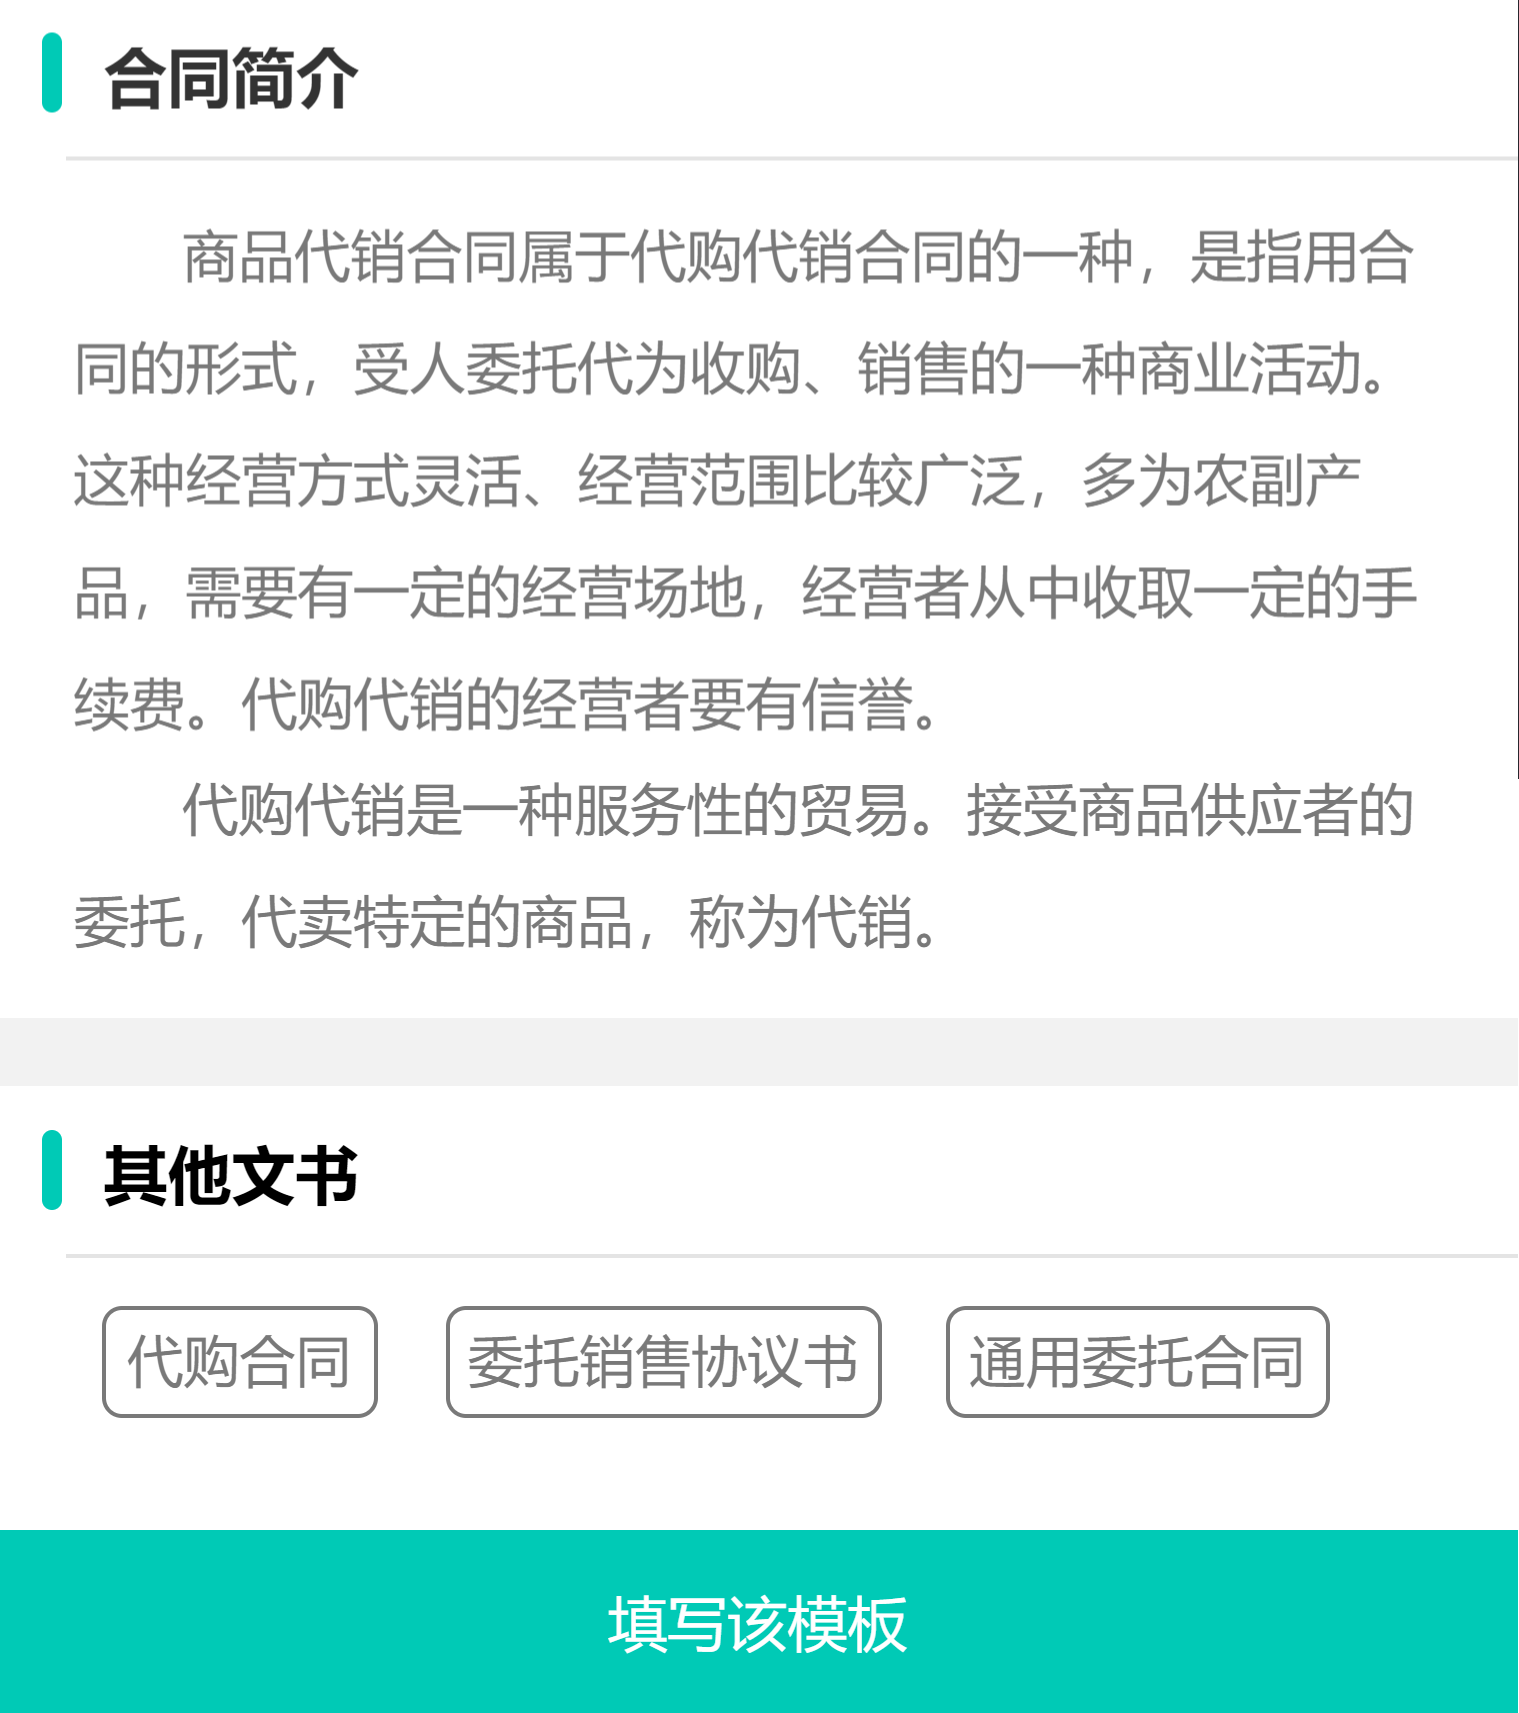 合同简介
商品代销合同属于代购代销合同的一种，是指用合
同的形式，受人委托代为收购、销售的一种商业活动。
这种经营方式灵活、经营范围比较广泛，多为农副产
品，需要有一定的经营场地，经营者从中收取一定的手
续费。代购代销的经营者要有信誉。
代购代销是一种服务性的贸易。接受商品供应者的
委托，代卖特定的商品，称为代销。
其他文书
代购合同 委托销售协议书 通用委托合同
填写该模板